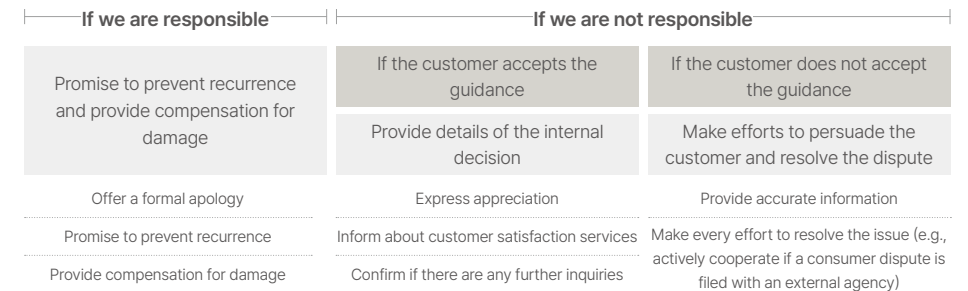 If we are responsible
If we are not responsible
Promise to prevent recurrence
and provide compensation for
damage
If the customer accepts the
guidance
If the customer does not accept
the guidance
Provide details of the internal
decision
Make efforts to persuade the
customer and resolve the dispute
Offer a formal apology
Express appreciation
Provide accurate information
Promise to prevent recurrence
Inform about customer satisfaction services
Make every effort to resolve the issue (e.g.,
actively cooperate if a consumer dispute is
filed with an external agency)
Provide compensation for damage
Confirm if there are any further inquiries